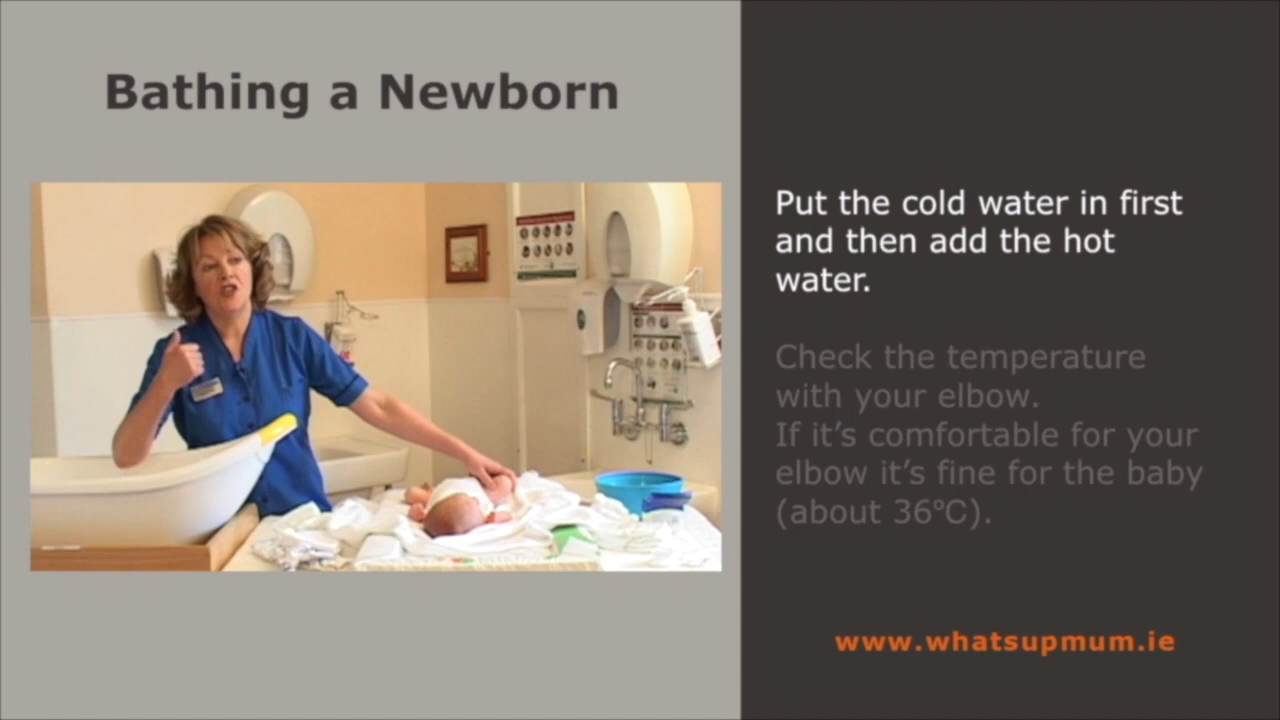 Bathing a Newborn
Put the cold water in first
and then add the hot
water.
Check the temperature
with your elbow.
If it’s comfortable for your
elbow it’s fine for the baby
(about 36°C).
www.whatsupmum.ie